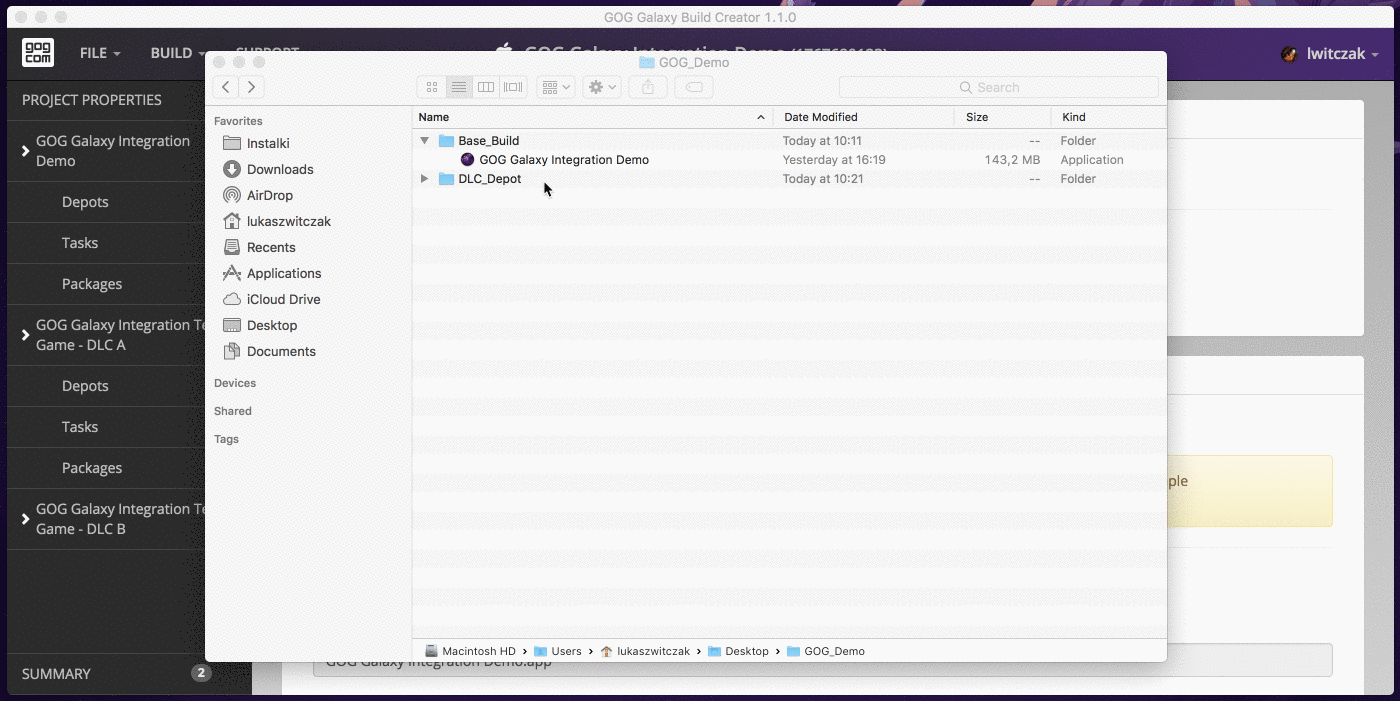 GOG Galaxy Build Creator 1.1.0
gog
com
FILE
BUILD
SUPPORT
GOG Galaxy Integration Demo
lwitczak
PROJECT PROPERTIES
GOG Galaxy Integration
Demo
Depots
Tasks
Packages
GOG Galaxy Integration Te
Game - DLC A
Depots
Tasks
Packages
GOG Galaxy Integration Te
Game - DLC B
SUMMARY
2
GOG_Demo
Search
Favorites
Instalki
Downloads
AirDrop
lukaszwitczak
Recents
Applications
iCloud Drive
Desktop
Documents
Devices
Shared
Tags
Name Date Modified Size Kind
Base_Build Today at 10:11 -- Folder
GOG Galaxy Integration Demo Yesterday at 16:19 143,2 MB Application
DLC_Depot Today at 10:21 -- Folder
Macintosh HD › Users › lukaszwitczak › Desktop › GOG_Demo
ple
GOG Galaxy Integration Demo.app